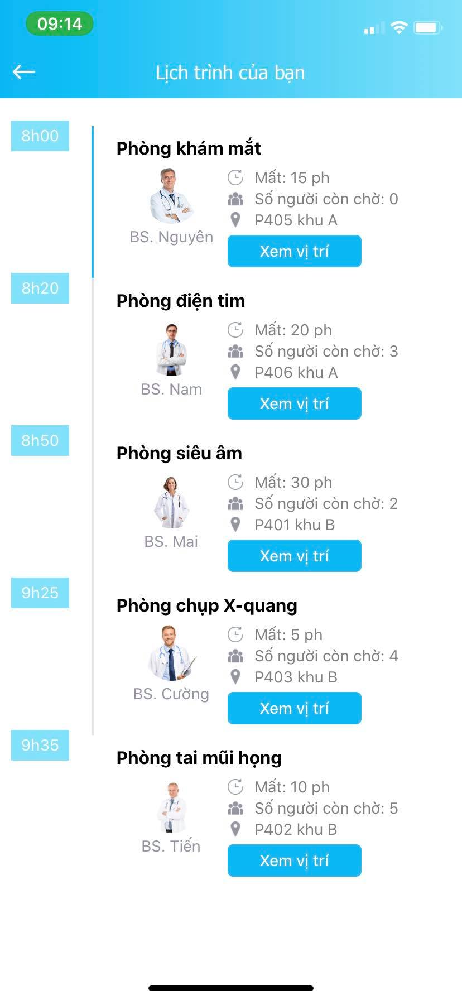 09:14
Lịch trình của bạn
8h00
Phòng khám mắt
Mất: 15 ph
Số người còn chờ: 0
P405 khu A
BS. Nguyên
Xem vị trí
8h20
Phòng điện tim
Mất: 20 ph
Số người còn chờ: 3
P406 khu A
BS. Nam
Xem vị trí
8h50
Phòng siêu âm
Mất: 30 ph
Số người còn chờ: 2
P401 khu B
BS. Mai
Xem vị trí
9h25
Phòng chụp X-quang
Mất: 5 ph
Số người còn chờ: 4
P403 khu B
BS. Cường
Xem vị trí
9h35
Phòng tai mũi họng
Mất: 10 ph
Số người còn chờ: 5
P402 khu B
BS. Tiến
Xem vị trí